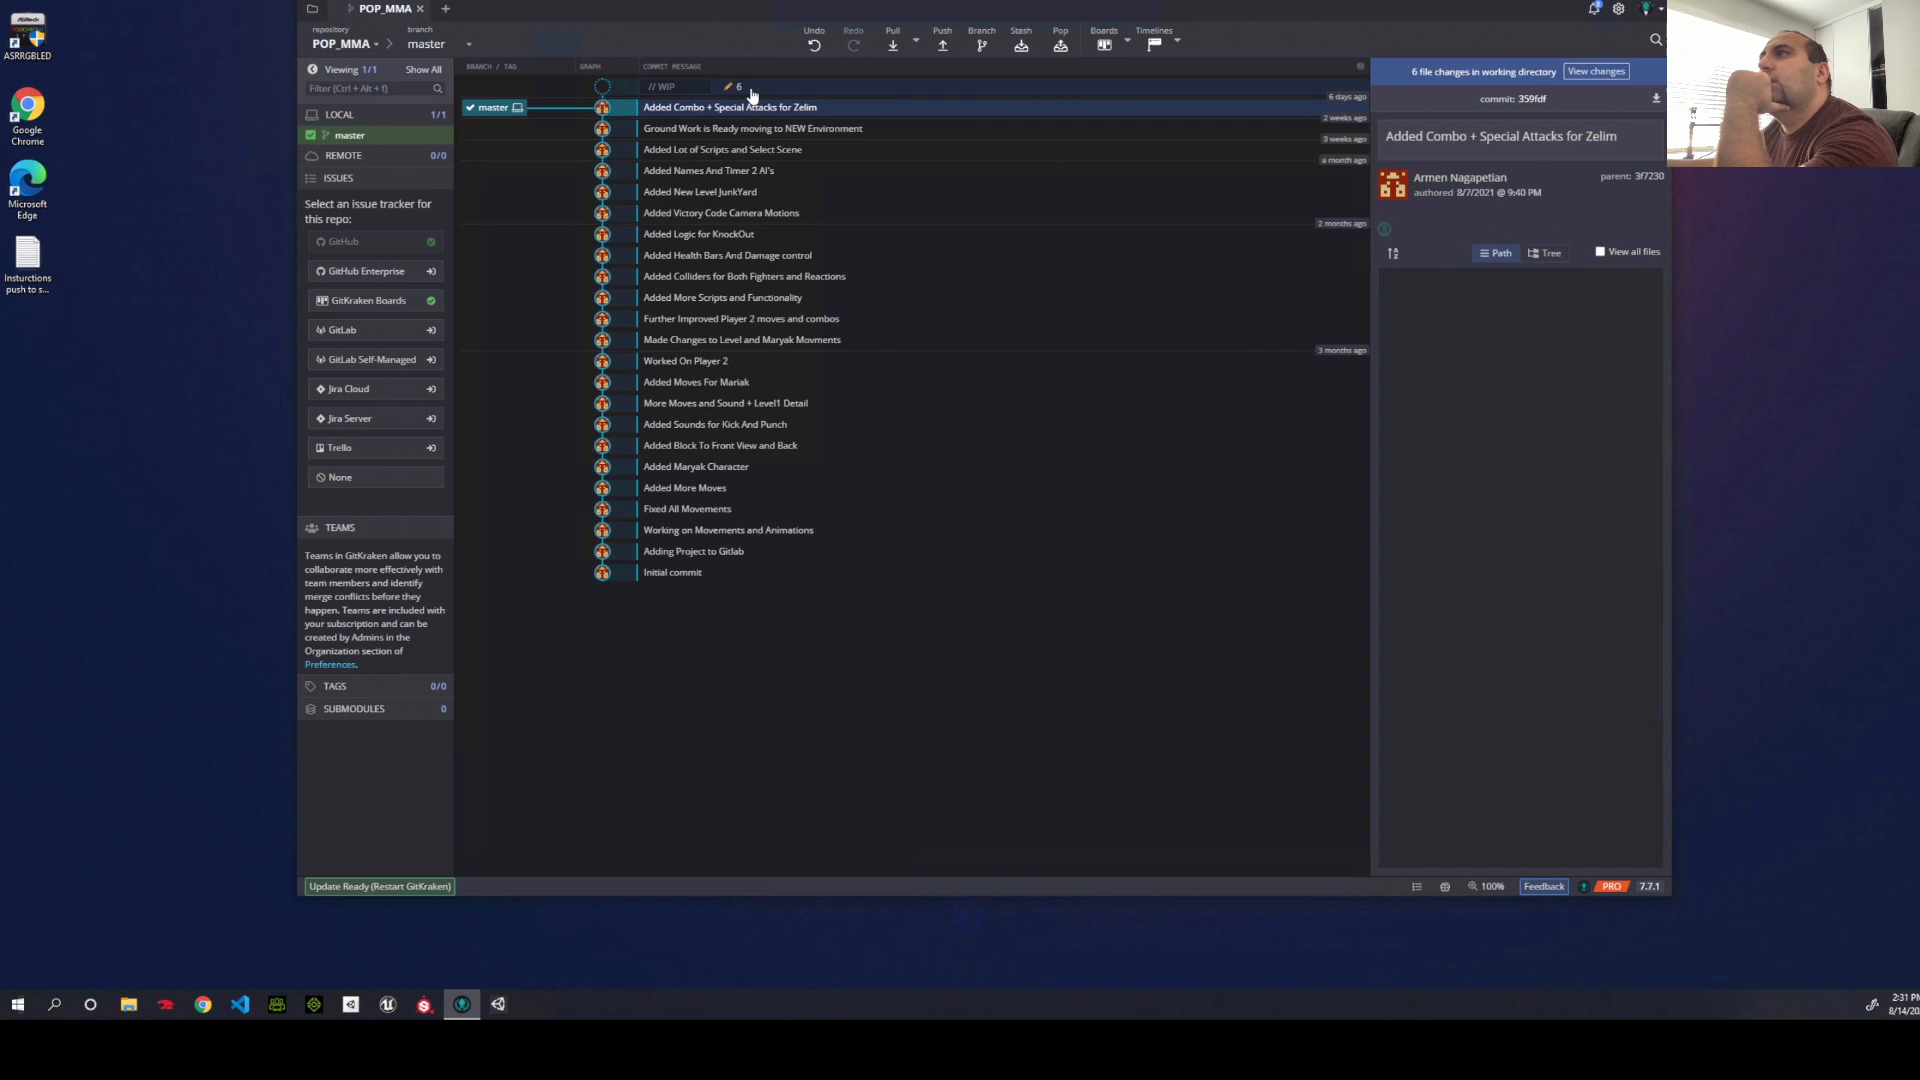 ASRRGBLED
Google
Chrome
Microsoft
Edge
Insturctions
push to s...
POP_MMA
repository
POP_MMA
branch
master
Undo
Redo
Pull
Push
Branch
Stash
Pop
Boards
Timelines
Viewing 1/1
Show All
Filter (Ctrl + Alt + f)
LOCAL
1/1
master
REMOTE
0/0
ISSUES
Select an issue tracker for
this repo:
GitHub
GitHub Enterprise
GitKraken Boards
GitLab
GitLab Self-Managed
Jira Cloud
Jira Server
Trello
None
TEAMS
Teams in GitKraken allow you to
collaborate more effectively with
team members and identify
merge conflicts before they
happen. Teams are included with
your subscription and can be
created by Admins in the
Organization section of
Preferences.
TAGS
0/0
SUBMODULES
0
BRANCH / TAG
GRAPH
COMMIT MESSAGE
// WIP
6
6 days ago
master
Added Combo + Special Attacks for Zelim
2 weeks ago
Ground Work is Ready moving to NEW Environment
3 weeks ago
Added Lot of Scripts and Select Scene
a month ago
Added Names And Timer 2 AI's
Added New Level JunkYard
Added Victory Code Camera Motions
2 months ago
Added Logic for KnockOut
Added Health Bars And Damage control
Added Colliders for Both Fighters and Reactions
Added More Scripts and Functionality
Further Improved Player 2 moves and combos
Made Changes to Level and Maryak Movments
3 months ago
Worked On Player 2
Added Moves For Mariak
More Moves and Sound + Level1 Detail
Added Sounds for Kick And Punch
Added Block To Front View and Back
Added Maryak Character
Added More Moves
Fixed All Movements
Working on Movements and Animations
Adding Project to Gitlab
Initial commit
6 file changes in working directory
View changes
commit: 359fdf
Added Combo + Special Attacks for Zelim
Armen Nagapetian
authored 8/7/2021 @ 9:40 PM
parent: 3f7230
Path
Tree
View all files
Update Ready (Restart GitKraken)
100%
Feedback
PRO
7.7.1
2:31 PM
8/14/20